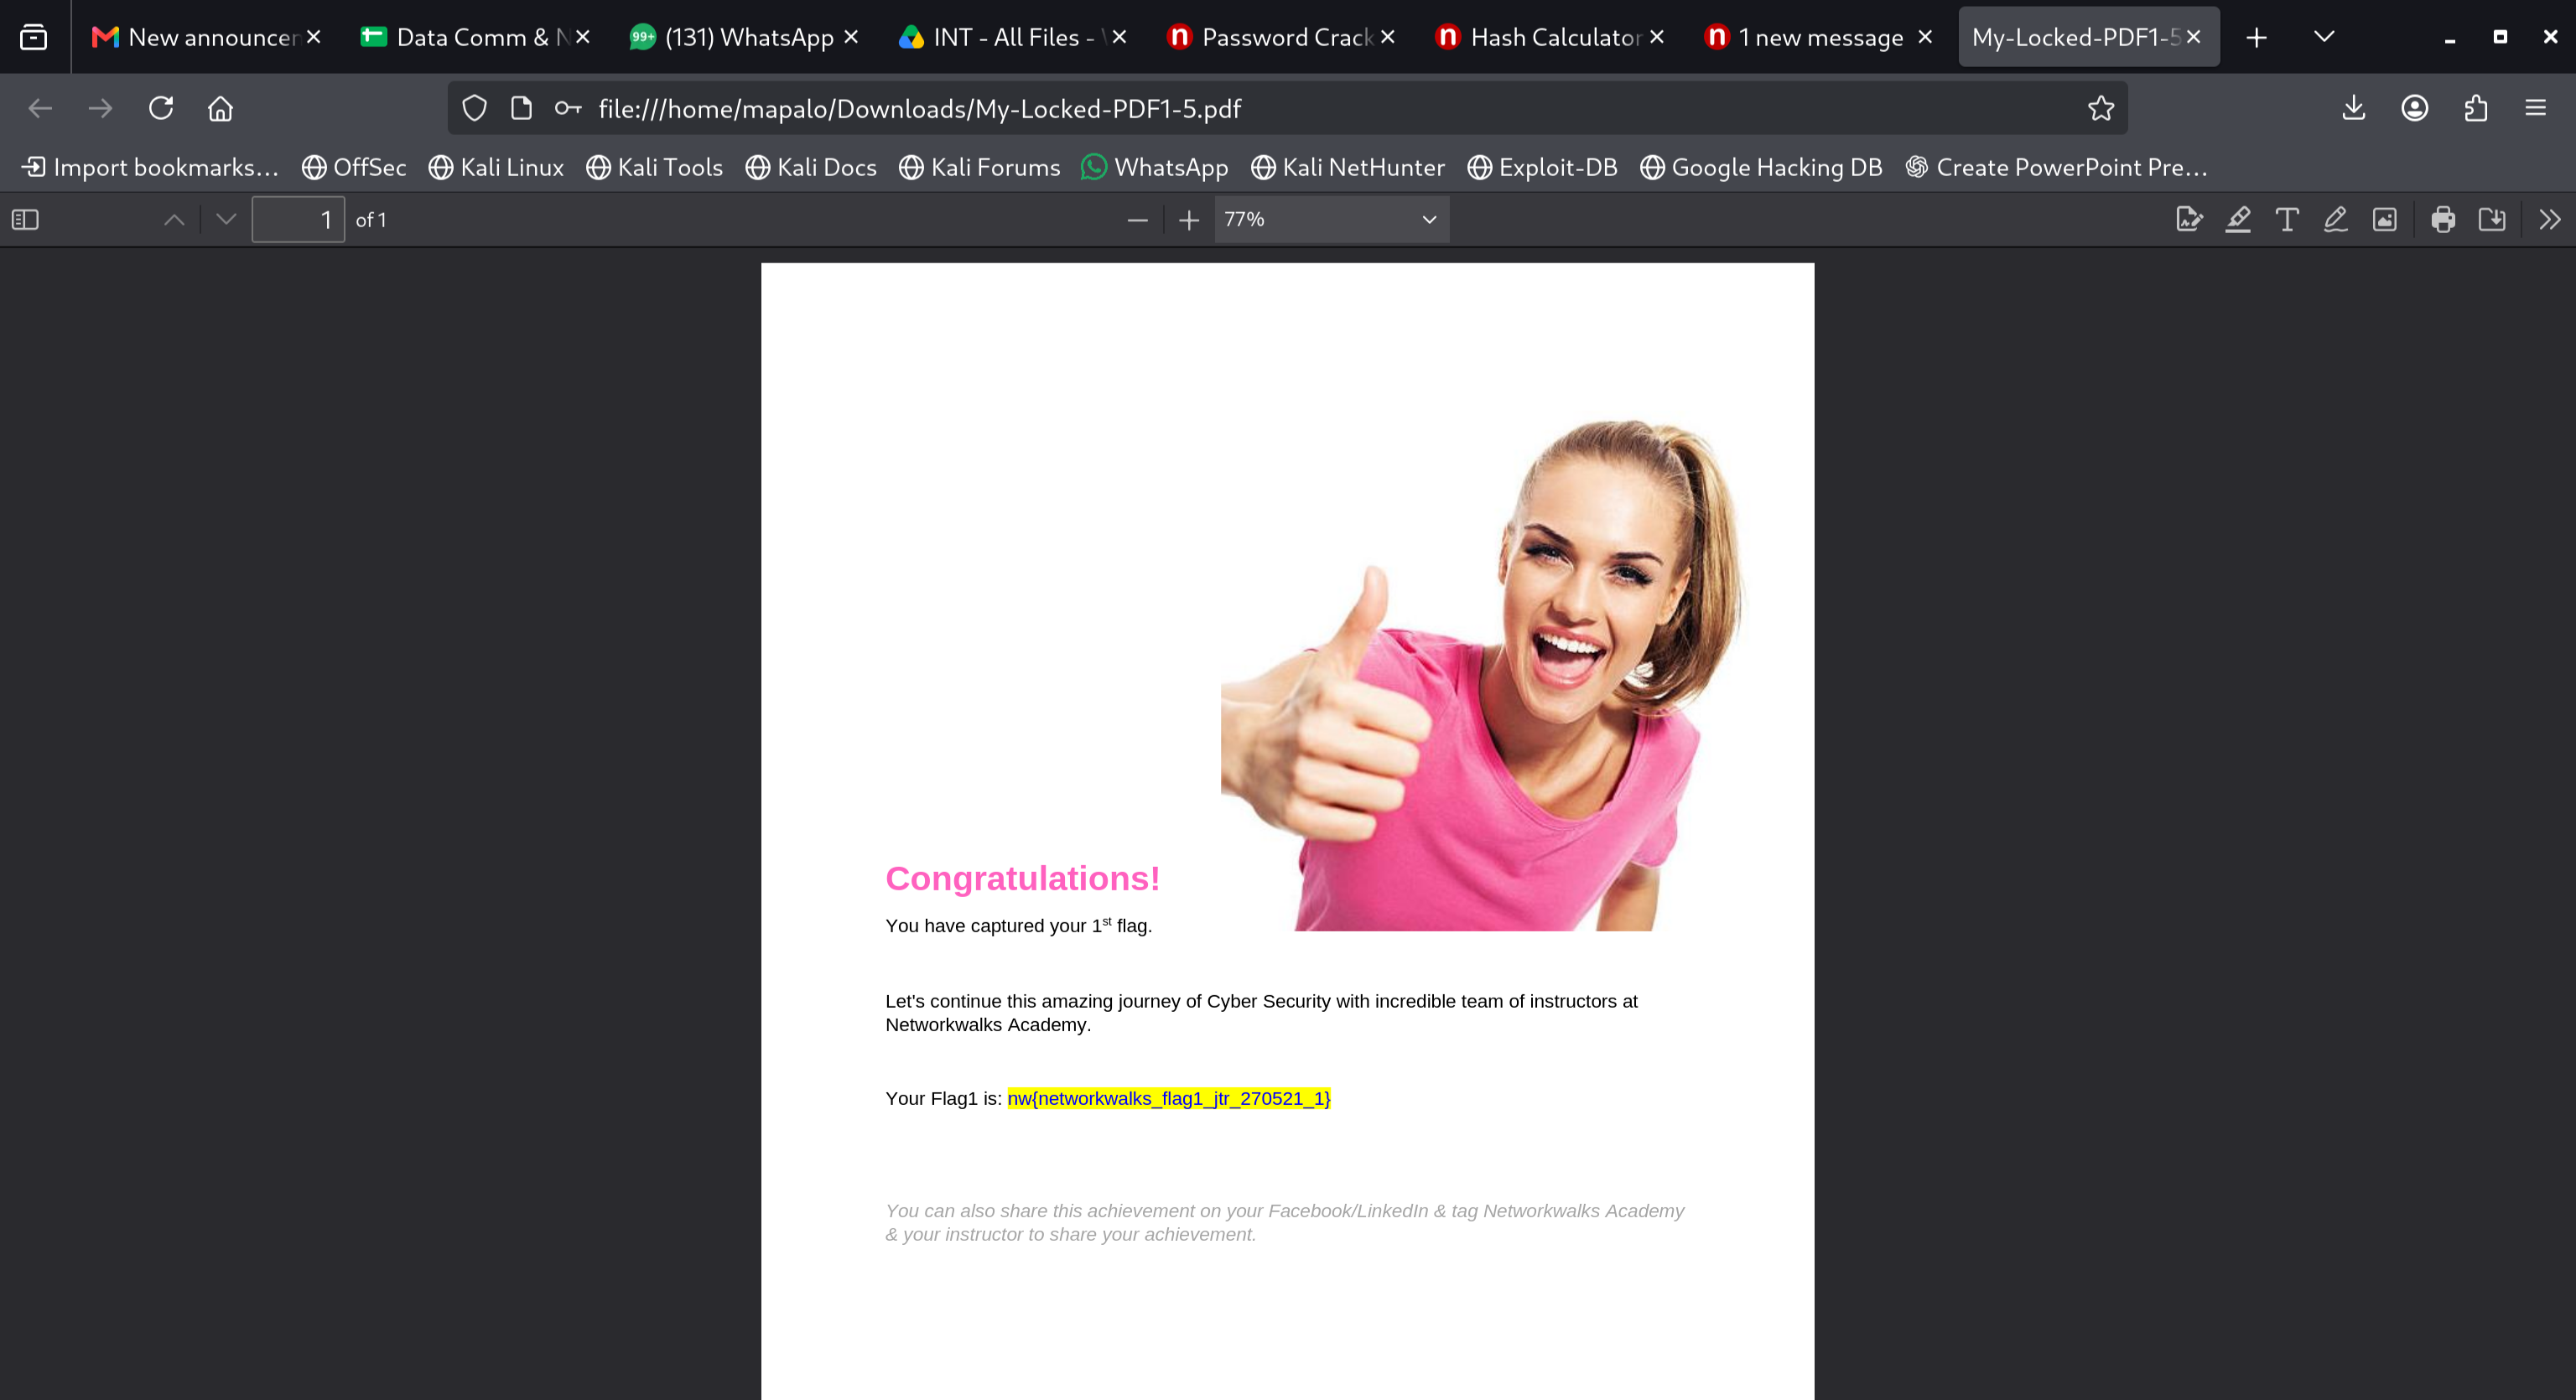 New announcen
Data Comm & N
99+
(131) WhatsApp
INT - All Files -
Password Crack
Hash Calculator
1 new message
My-Locked-PDF1-5
file:///home/mapalo/Downloads/My-Locked-PDF1-5.pdf
Import bookmarks...
OffSec
Kali Linux
Kali Tools
Kali Docs
Kali Forums
WhatsApp
Kali NetHunter
Exploit-DB
Google Hacking DB
Create PowerPoint Pre...
1 of 1
77%
Congratulations!
You have captured your 1st flag.
Let's continue this amazing journey of Cyber Security with incredible team of instructors at
Networkwalks Academy.
Your Flag1 is: nw{networkwalks_flag1_jtr_270521_1}
You can also share this achievement on your Facebook/LinkedIn & tag Networkwalks Academy
& your instructor to share your achievement.